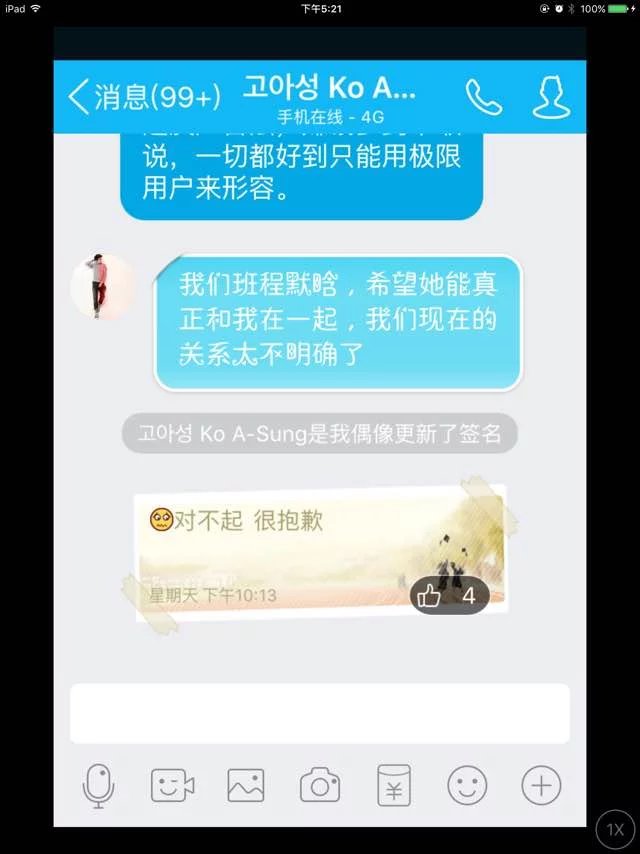 iPad
下午5:21
100%
消息(99+)
고아성 Ko A...
手机在线 - 4G
说，一切都好到只能用极限
用户来形容。
我们班程默晗，希望她能真
正和我在一起，我们现在的
关系太不明确了
고아성 Ko A-Sung是我偶像更新了签名
对不起 很抱歉
星期天 下午10:13
4
1X